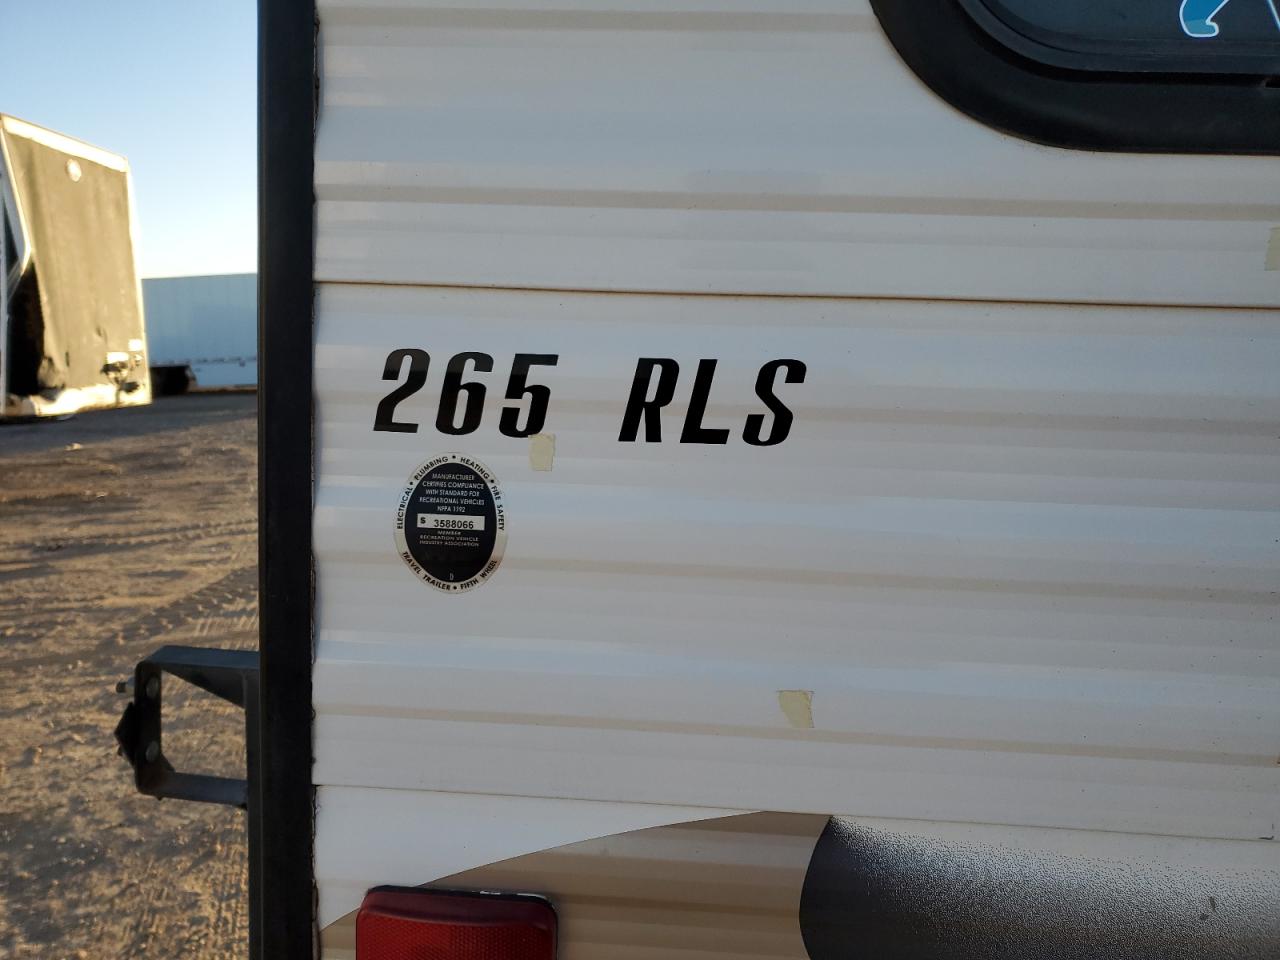 265 RLS
ELECTRICAL • PLUMBING • HEATING • FIRE SAFETY
MANUFACTURER
CERTIFIES COMPLIANCE
WITH STANDARD FOR
RECREATIONAL VEHICLES
NFPA 1192
S 3588066
MEMBER
RECREATION VEHICLE
INDUSTRY ASSOCIATION
D
TRAVEL TRAILER • FIFTH WHEEL